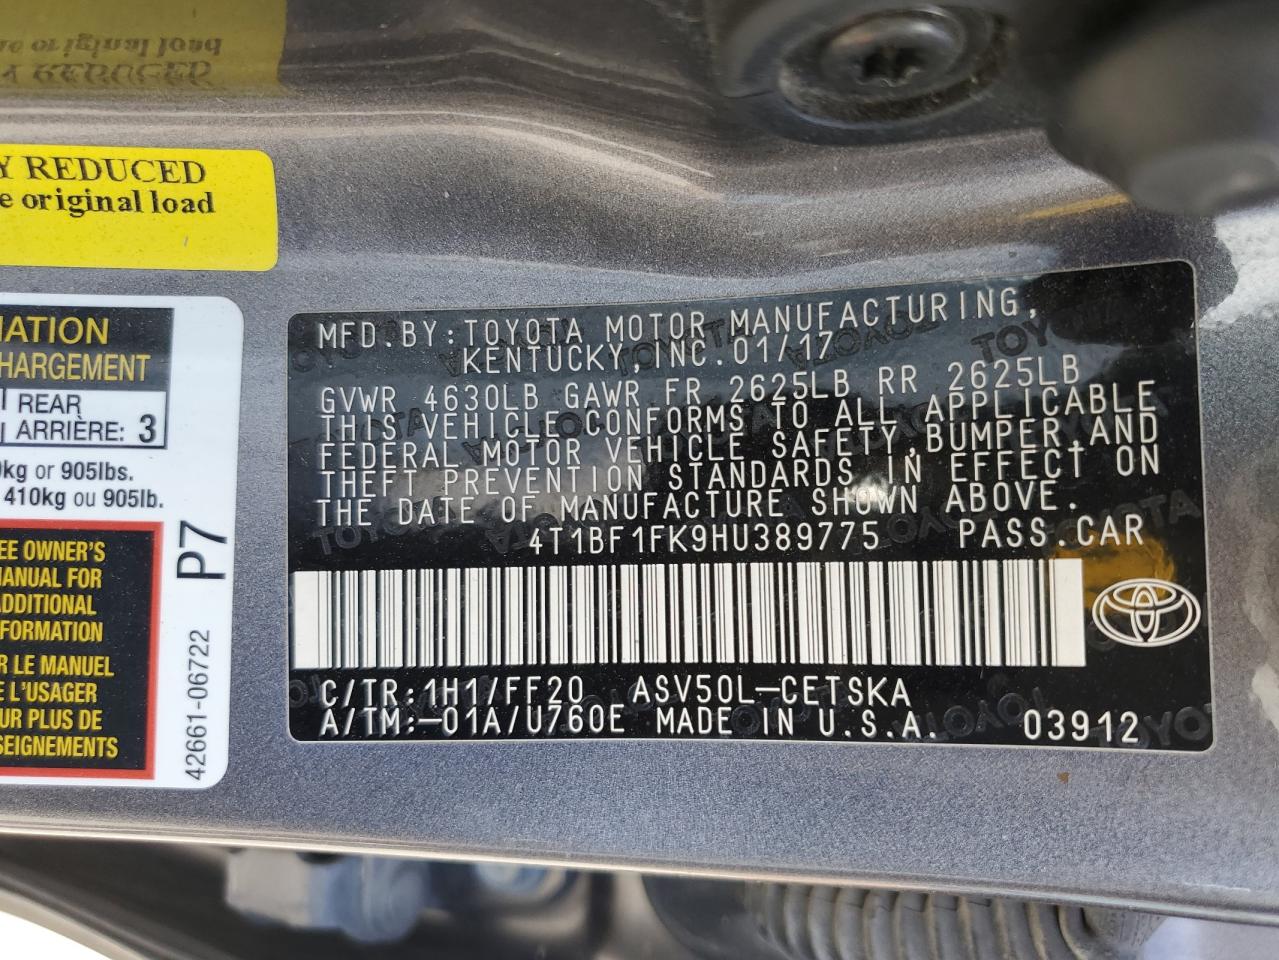 Y REDUCED
e original load
MATION
CHARGEMENT
REAR
ARRIÈRE: 3
kg or 905lbs.
410kg ou 905lb.
EE OWNER'S
MANUAL FOR
ADDITIONAL
FORMATION
R LE MANUEL
E L'USAGER
UR PLUS DE
SEIGNEMENTS
P7
42661-06722
MFD.BY:TOYOTA MOTOR MANUFACTURING,
KENTUCKY,INC.01/17
GVWR 4630LB GAWR FR 2625LB RR 2625LB
THIS VEHICLE CONFORMS TO ALL APPLICABLE
FEDERAL MOTOR VEHICLE SAFETY,BUMPER,AND
THEFT PREVENTION STANDARDS IN EFFECT ON
THE DATE OF MANUFACTURE SHOWN ABOVE.
4T1BF1FK9HU389775 PASS.CAR
C/TR:1H1/FF20 ASV50L-CETSKA
A/TM:-01A/U760E MADE IN U.S.A. 03912